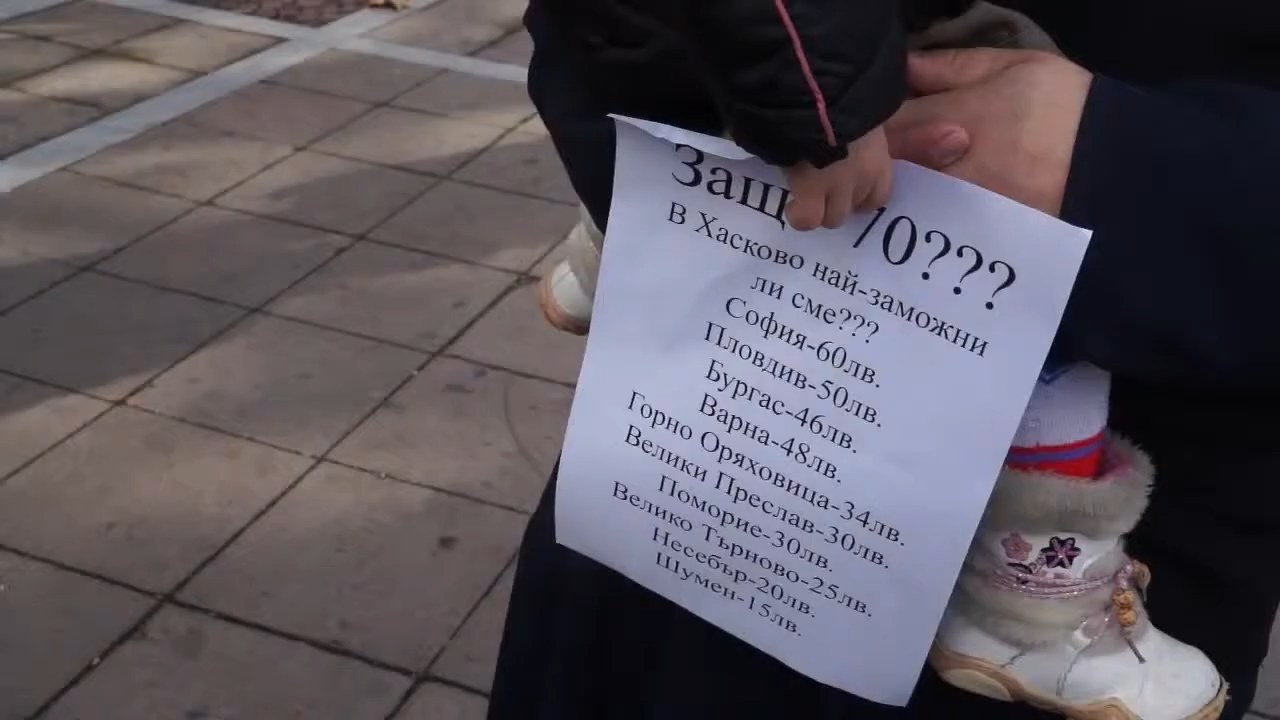 Защ 70???
В Хасково най-заможни
ли сме???
София-60лв.
Пловдив-50лв.
Бургас-46лв.
Варна-48лв.
Горно Оряховица-34лв.
Велики Преслав-30лв.
Поморие-30лв.
Велико Търново-25лв.
Несебър-20лв.
Шумен-15лв.